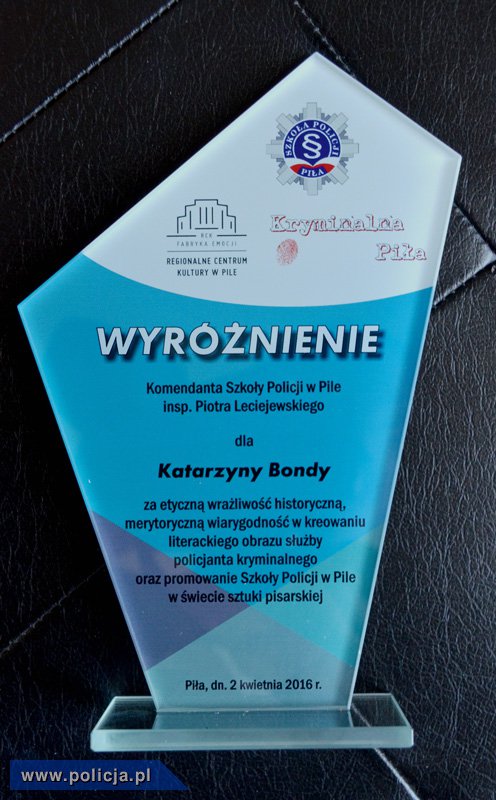 SZKOŁA POLICJI
PIŁA
RCK
FABRYKA EMOCJI
REGIONALNE CENTRUM
KULTURY W PILE
Kryminalna
Piła
WYRÓŻNIENIE
Komendanta Szkoły Policji w Pile
insp. Piotra Leciejewskiego
dla
Katarzyny Bondy
za etyczną wrażliwość historyczną,
merytoryczną wiarygodność w kreowaniu
literackiego obrazu służby
policjanta kryminalnego
oraz promowanie Szkoły Policji w Pile
w świecie sztuki pisarskiej
Piła, dn. 2 kwietnia 2016 r.
www.policja.pl